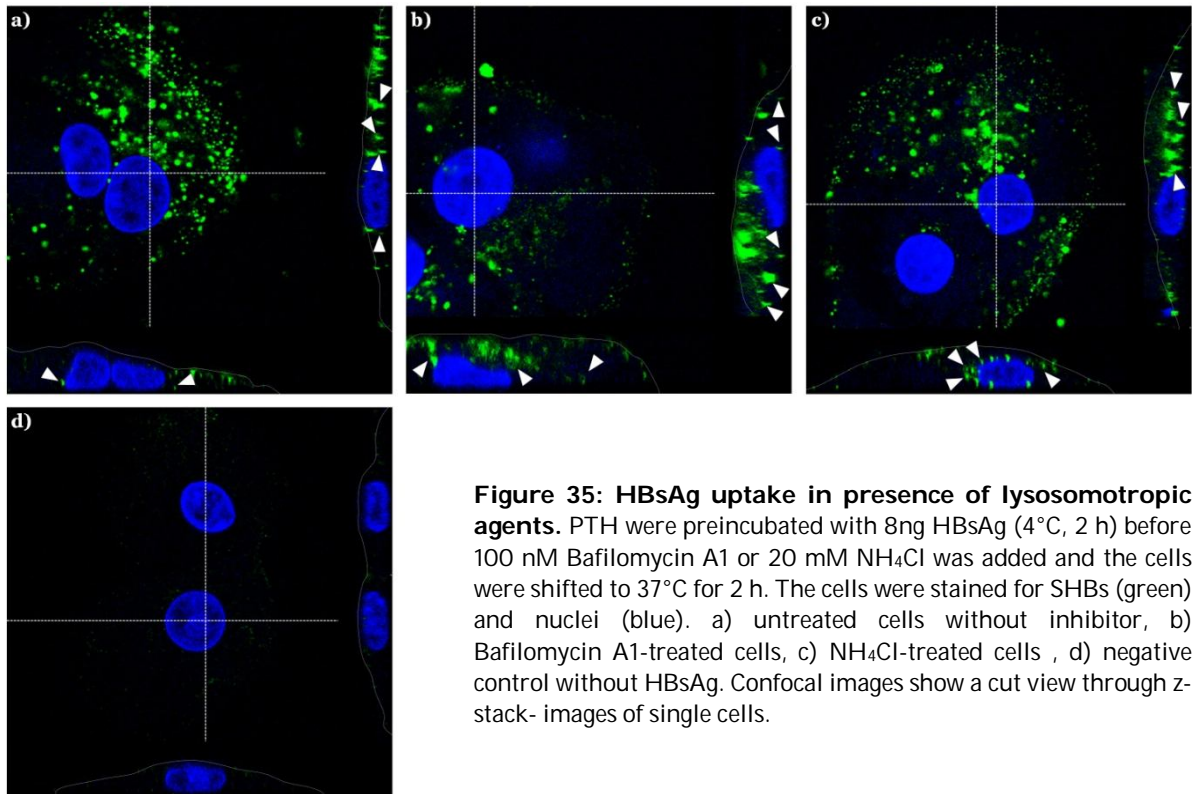 a)
b)
c)
d)
Figure 35: HBsAg uptake in presence of lysosomotropic
agents. PTH were preincubated with 8ng HBsAg (4°C, 2 h) before
100 nM Bafilomycin A1 or 20 mM NH₄Cl was added and the cells
were shifted to 37°C for 2 h. The cells were stained for SHBs (green)
and nuclei (blue). a) untreated cells without inhibitor, b)
Bafilomycin A1-treated cells, c) NH₄Cl-treated cells , d) negative
control without HBsAg. Confocal images show a cut view through z-
stack- images of single cells.